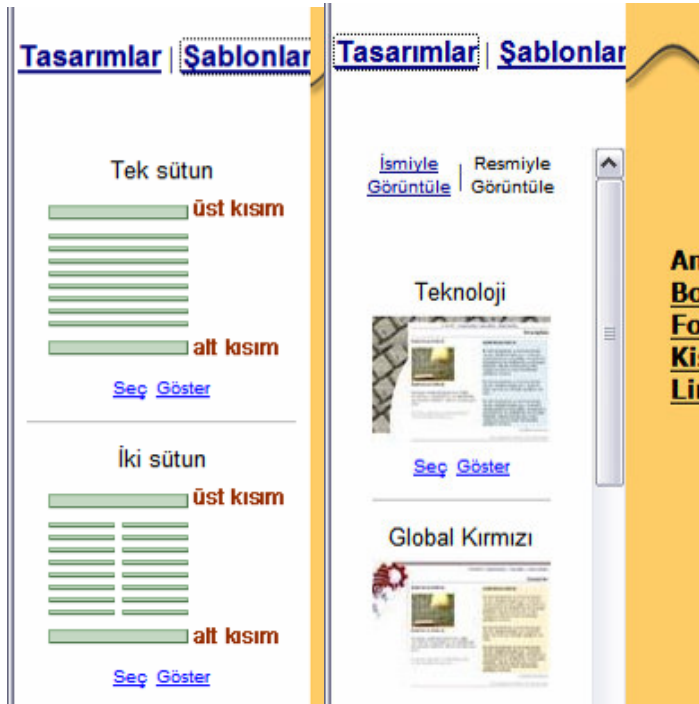 Tasarımlar | Şablonlar
Tek sütun
üst kısım
alt kısım
Seç Göster
İki sütun
üst kısım
alt kısım
Seç Göster
Tasarımlar | Şablonlar
İsmiyle Görüntüle | Resmiyle Görüntüle
Teknoloji
Seç Göster
Global Kırmızı